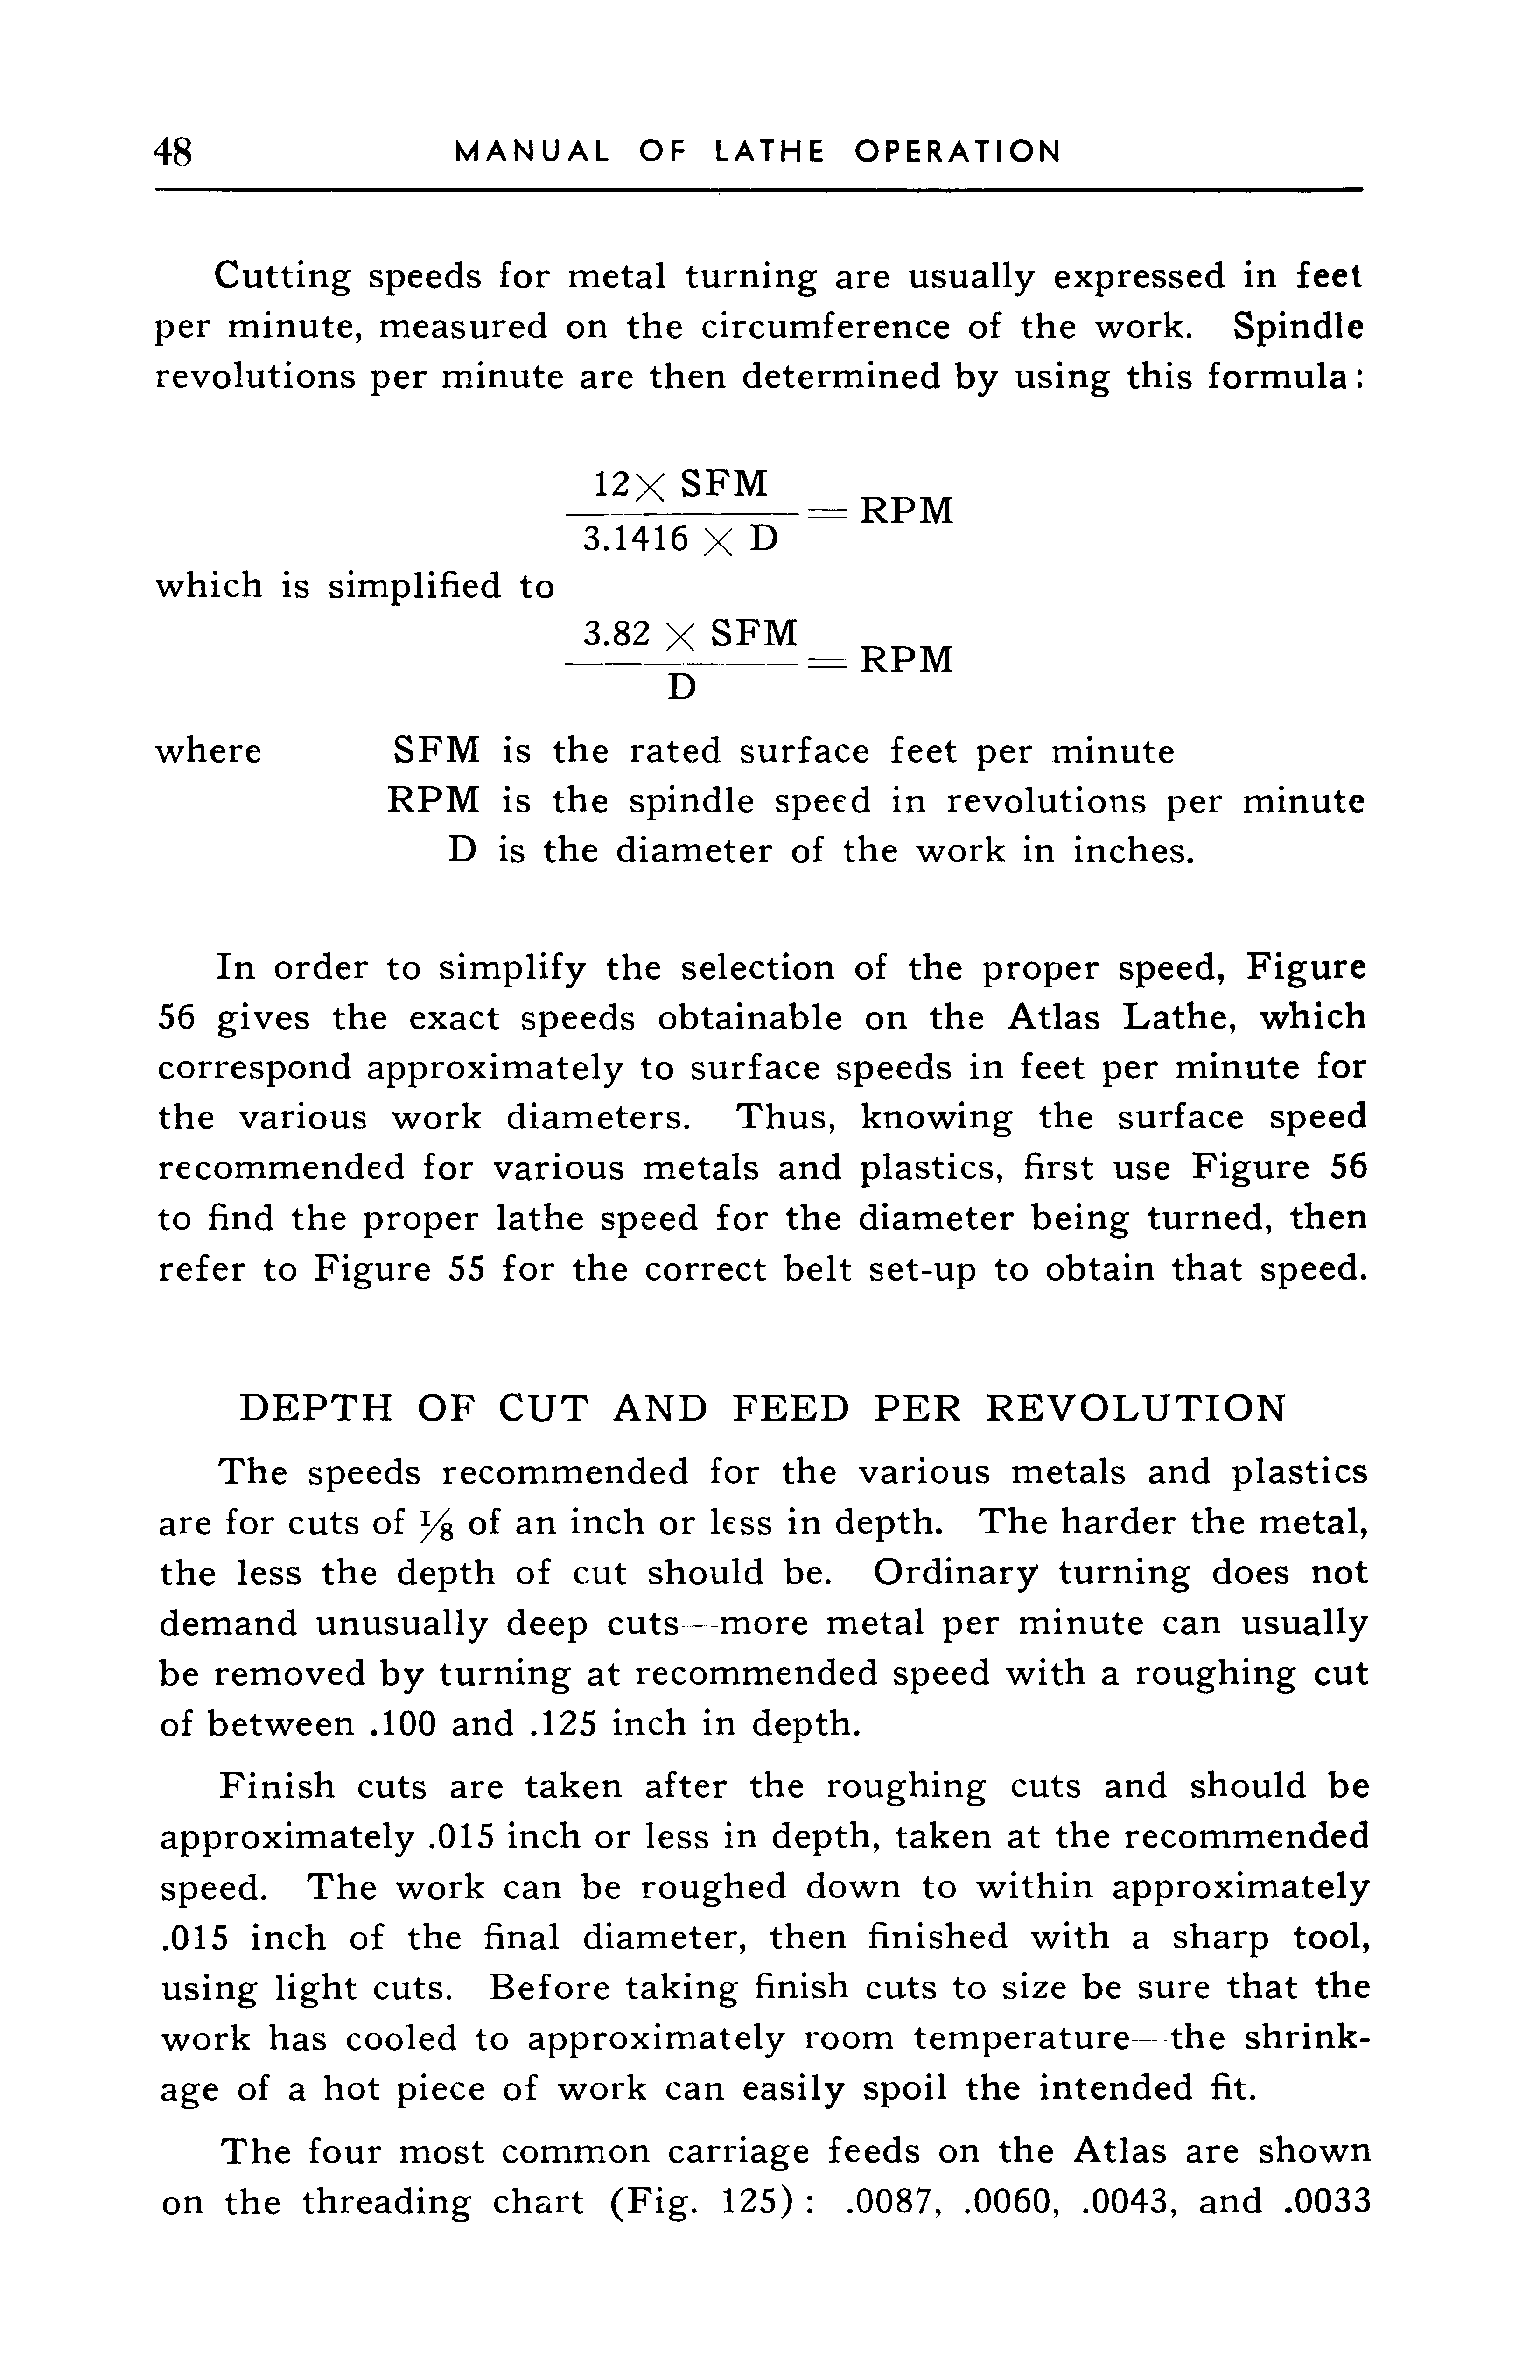 48 MANUAL OF LATHE OPERATION
Cutting speeds for metal turning are usually expressed in feet
per minute, measured on the circumference of the work. Spindle
revolutions per minute are then determined by using this formula:
12× SFM
= RPM
3.1416 × D
which is simplified to
3.82 × SFM
= RPM
D
where SFM is the rated surface feet per minute
RPM is the spindle speed in revolutions per minute
D is the diameter of the work in inches.
In order to simplify the selection of the proper speed, Figure
56 gives the exact speeds obtainable on the Atlas Lathe, which
correspond approximately to surface speeds in feet per minute for
the various work diameters. Thus, knowing the surface speed
recommended for various metals and plastics, first use Figure 56
to find the proper lathe speed for the diameter being turned, then
refer to Figure 55 for the correct belt set-up to obtain that speed.
DEPTH OF CUT AND FEED PER REVOLUTION
The speeds recommended for the various metals and plastics
are for cuts of ⅛ of an inch or less in depth. The harder the metal,
the less the depth of cut should be. Ordinary turning does not
demand unusually deep cuts—more metal per minute can usually
be removed by turning at recommended speed with a roughing cut
of between .100 and .125 inch in depth.
Finish cuts are taken after the roughing cuts and should be
approximately .015 inch or less in depth, taken at the recommended
speed. The work can be roughed down to within approximately
.015 inch of the final diameter, then finished with a sharp tool,
using light cuts. Before taking finish cuts to size be sure that the
work has cooled to approximately room temperature—the shrink-
age of a hot piece of work can easily spoil the intended fit.
The four most common carriage feeds on the Atlas are shown
on the threading chart (Fig. 125): .0087, .0060, .0043, and .0033